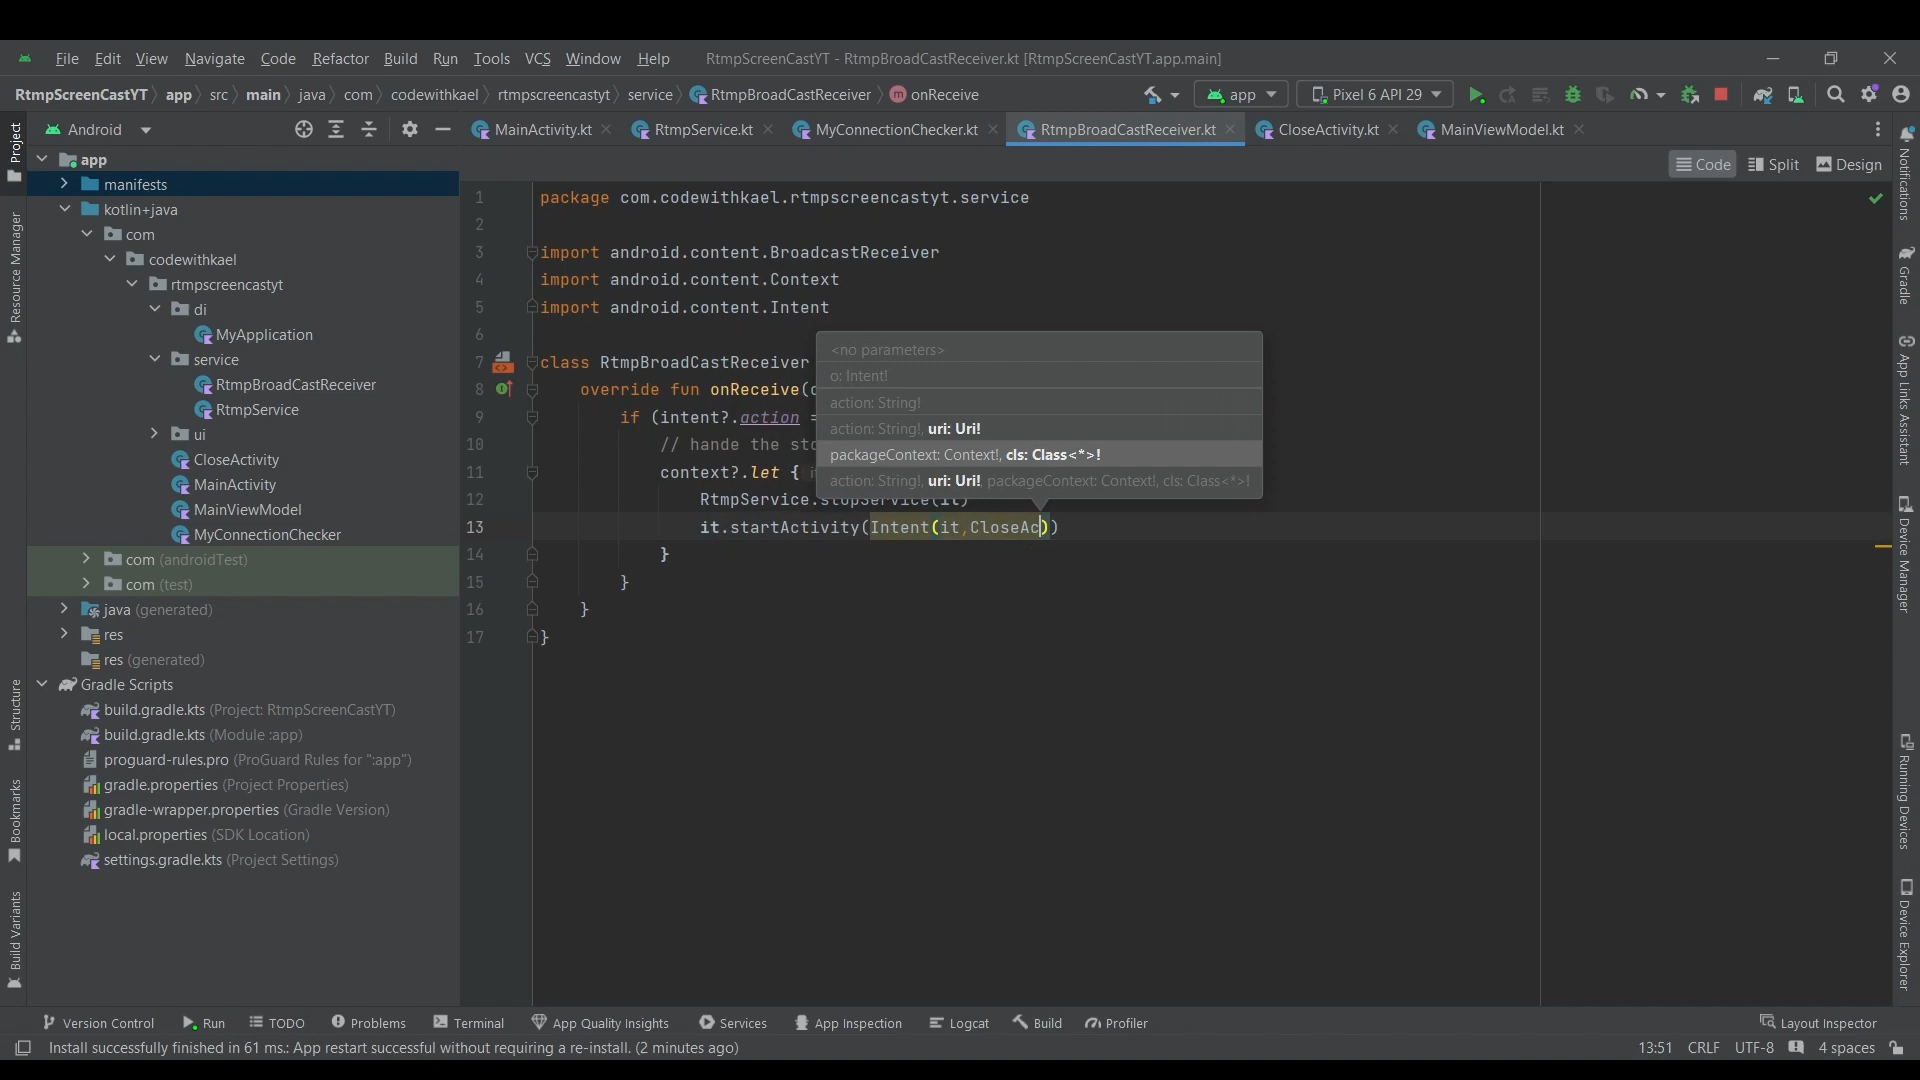 File Edit View Navigate Code Refactor Build Run Tools VCS Window Help RtmpScreenCastYT - RtmpBroadCastReceiver.kt [RtmpScreenCastYT.app.main]
RtmpScreenCastYT app src main java com codewithkael rtmpscreencastyt service RtmpBroadCastReceiver onReceive app Pixel 6 API 29
Android MainActivity.kt RtmpService.kt MyConnectionChecker.kt RtmpBroadCastReceiver.kt CloseActivity.kt MainViewModel.kt
Code Split Design
Project
Resource Manager
Structure
Bookmarks
Build Variants
app
manifests
kotlin+java
com
codewithkael
rtmpscreencastyt
di
MyApplication
service
RtmpBroadCastReceiver
RtmpService
ui
CloseActivity
MainActivity
MainViewModel
MyConnectionChecker
com (androidTest)
com (test)
java (generated)
res
res (generated)
Gradle Scripts
build.gradle.kts (Project: RtmpScreenCastYT)
build.gradle.kts (Module :app)
proguard-rules.pro (ProGuard Rules for ":app")
gradle.properties (Project Properties)
gradle-wrapper.properties (Gradle Version)
local.properties (SDK Location)
settings.gradle.kts (Project Settings)
1 package com.codewithkael.rtmpscreencastyt.service
2
3 import android.content.BroadcastReceiver
4 import android.content.Context
5 import android.content.Intent
6
7 class RtmpBroadCastReceiver
8 override fun onReceive(
9 if (intent?.action =
10 // hande the sto
11 context?.let {
12 RtmpService.stopService(it)
13 it.startActivity(Intent(it,CloseAc))
14 }
15 }
16 }
17 }
<no parameters>
o: Intent!
action: String!
action: String!, uri: Uri!
packageContext: Context!, cls: Class<*>!
action: String!, uri: Uri!, packageContext: Context!, cls: Class<*>!
Notifications
Gradle
App Links Assistant
Device Manager
Running Devices
Device Explorer
Version Control Run TODO Problems Terminal App Quality Insights Services App Inspection Logcat Build Profiler Layout Inspector
Install successfully finished in 61 ms.: App restart successful without requiring a re-install. (2 minutes ago) 13:51 CRLF UTF-8 4 spaces